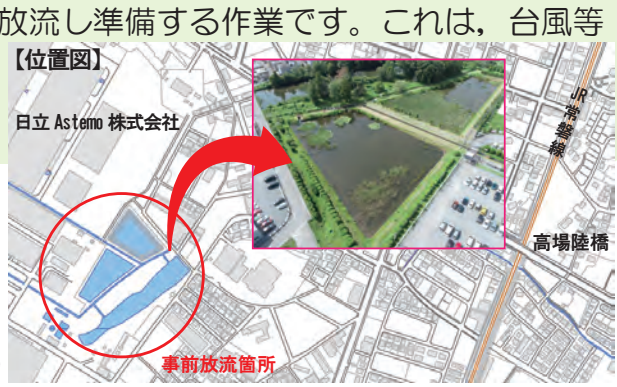 放流し準備する作業です。これは，台風等
【位置図】
日立 Astemo 株式会社
JR常磐線
高場陸橋
事前放流箇所